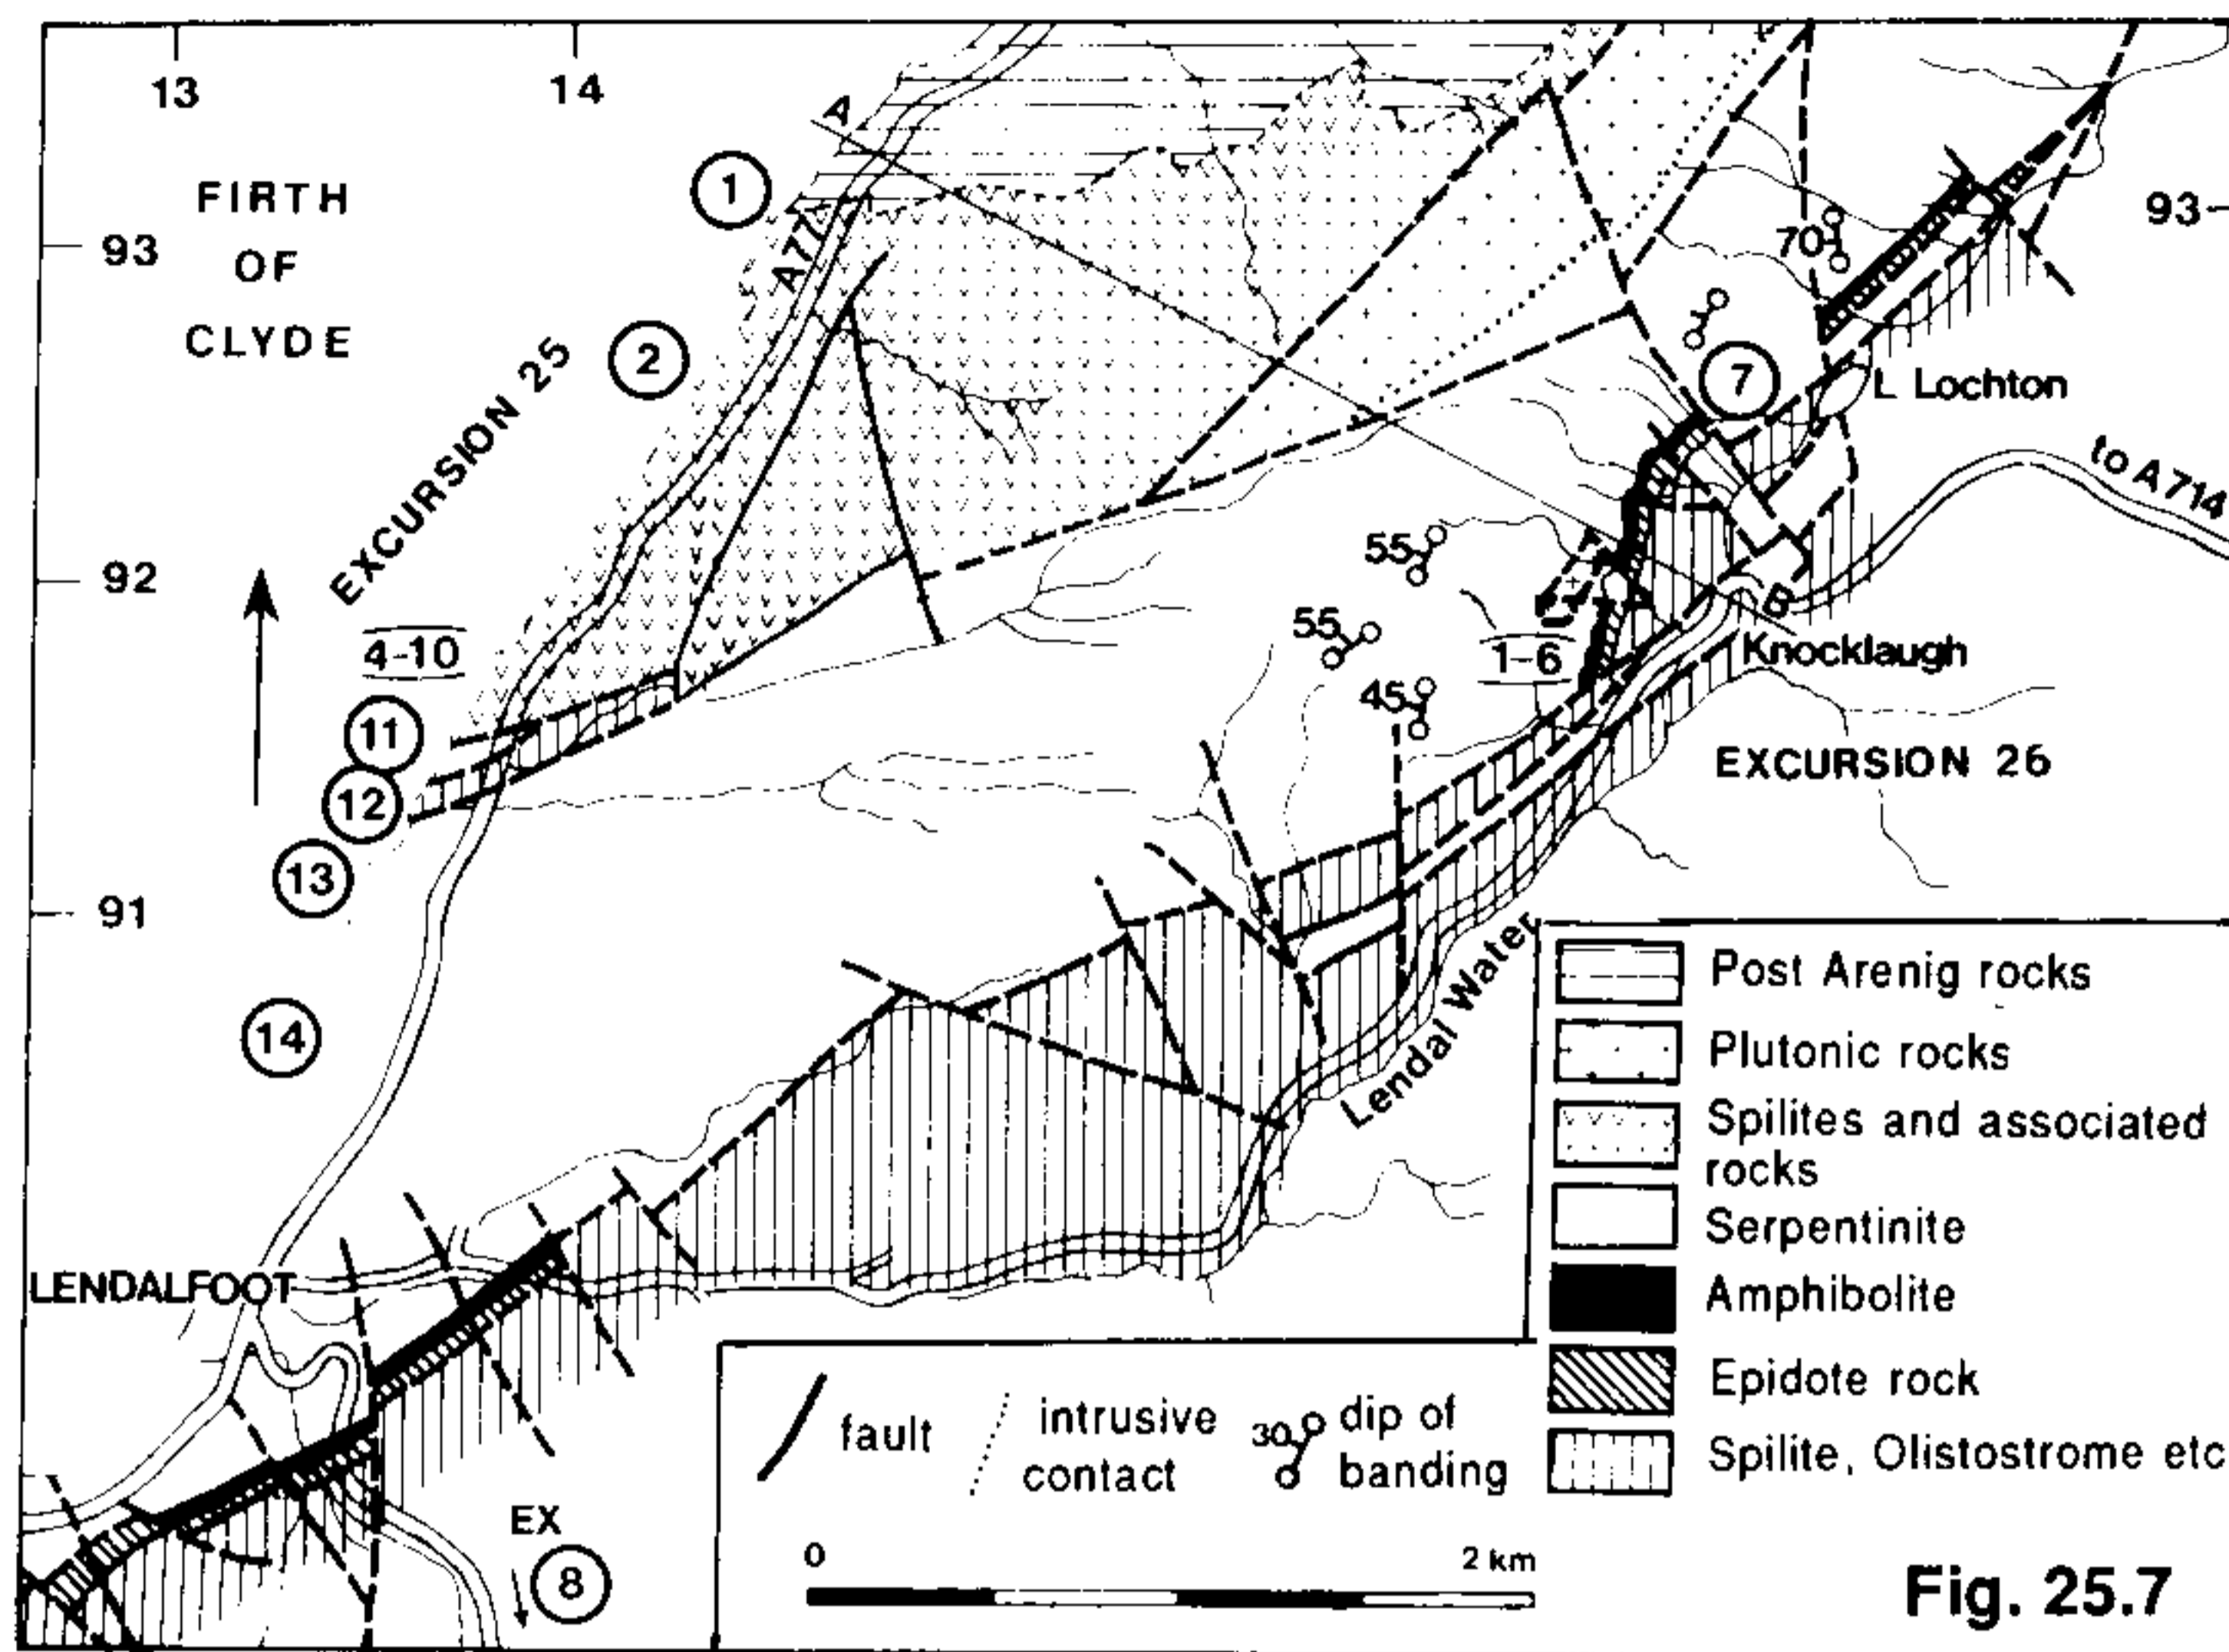 13
14
A
1
FIRTH
OF
CLYDE
93
93
A77
70
2
EXCURSION 25
7
L Lochton
to A714
92
55
B
4-10
55
1-6
Knocklaugh
11
45
EXCURSION 26
12
13
91
14
Lendal Water
LENDALFOOT
EX
8
Post Arenig rocks
Plutonic rocks
Spilites and associated
rocks
Serpentinite
Amphibolite
Epidote rock
Spilite, Olistostrome etc
fault
intrusive
contact
30
dip of
banding
0
2 km
Fig. 25.7